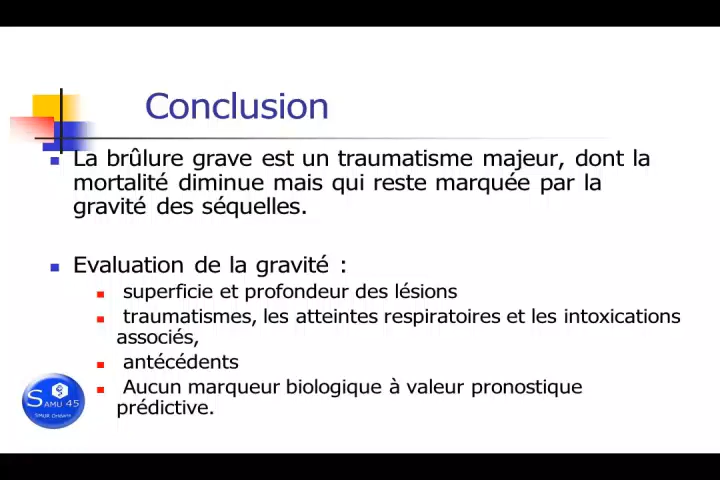 Conclusion
La brûlure grave est un traumatisme majeur, dont la
mortalité diminue mais qui reste marquée par la
gravité des séquelles.
Evaluation de la gravité :
superficie et profondeur des lésions
traumatismes, les atteintes respiratoires et les intoxications
associés,
antécédents
Aucun marqueur biologique à valeur pronostique
prédictive.
SAMU 45
SMUR Orléans